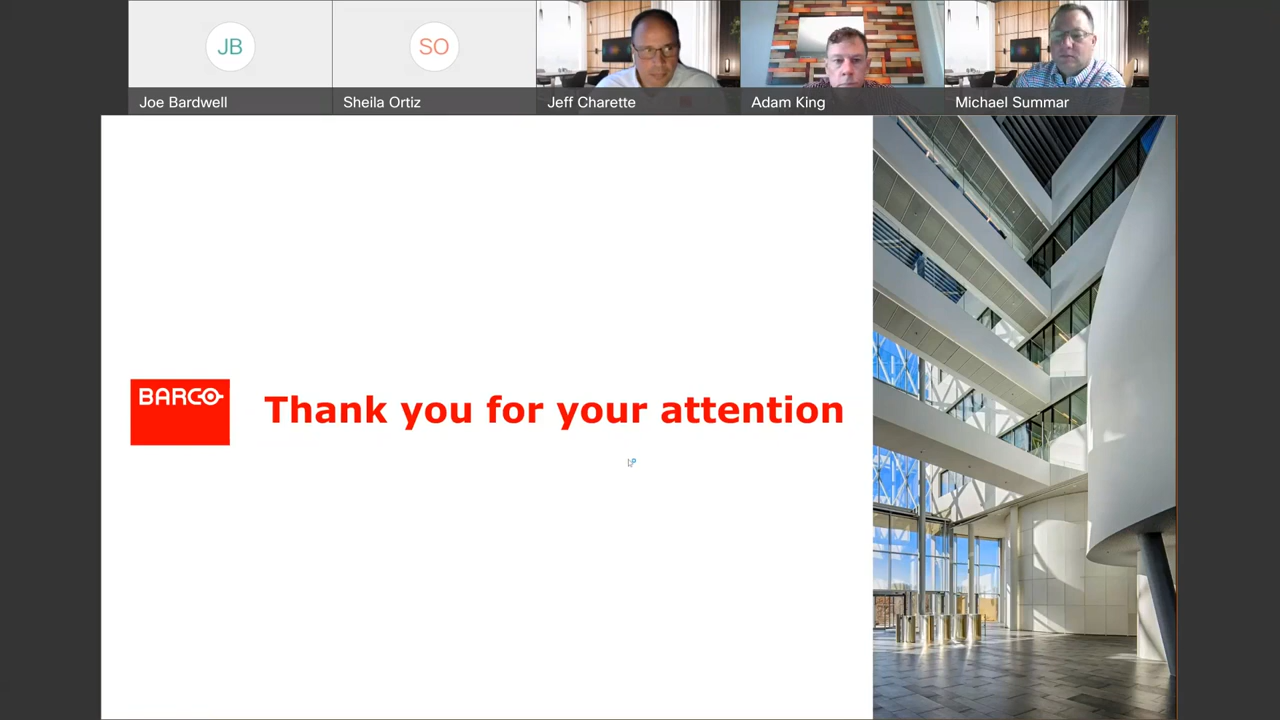 JB
SO
Joe Bardwell
Sheila Ortiz
Jeff Charette
Adam King
Michael Summar
BARCO
Thank you for your attention